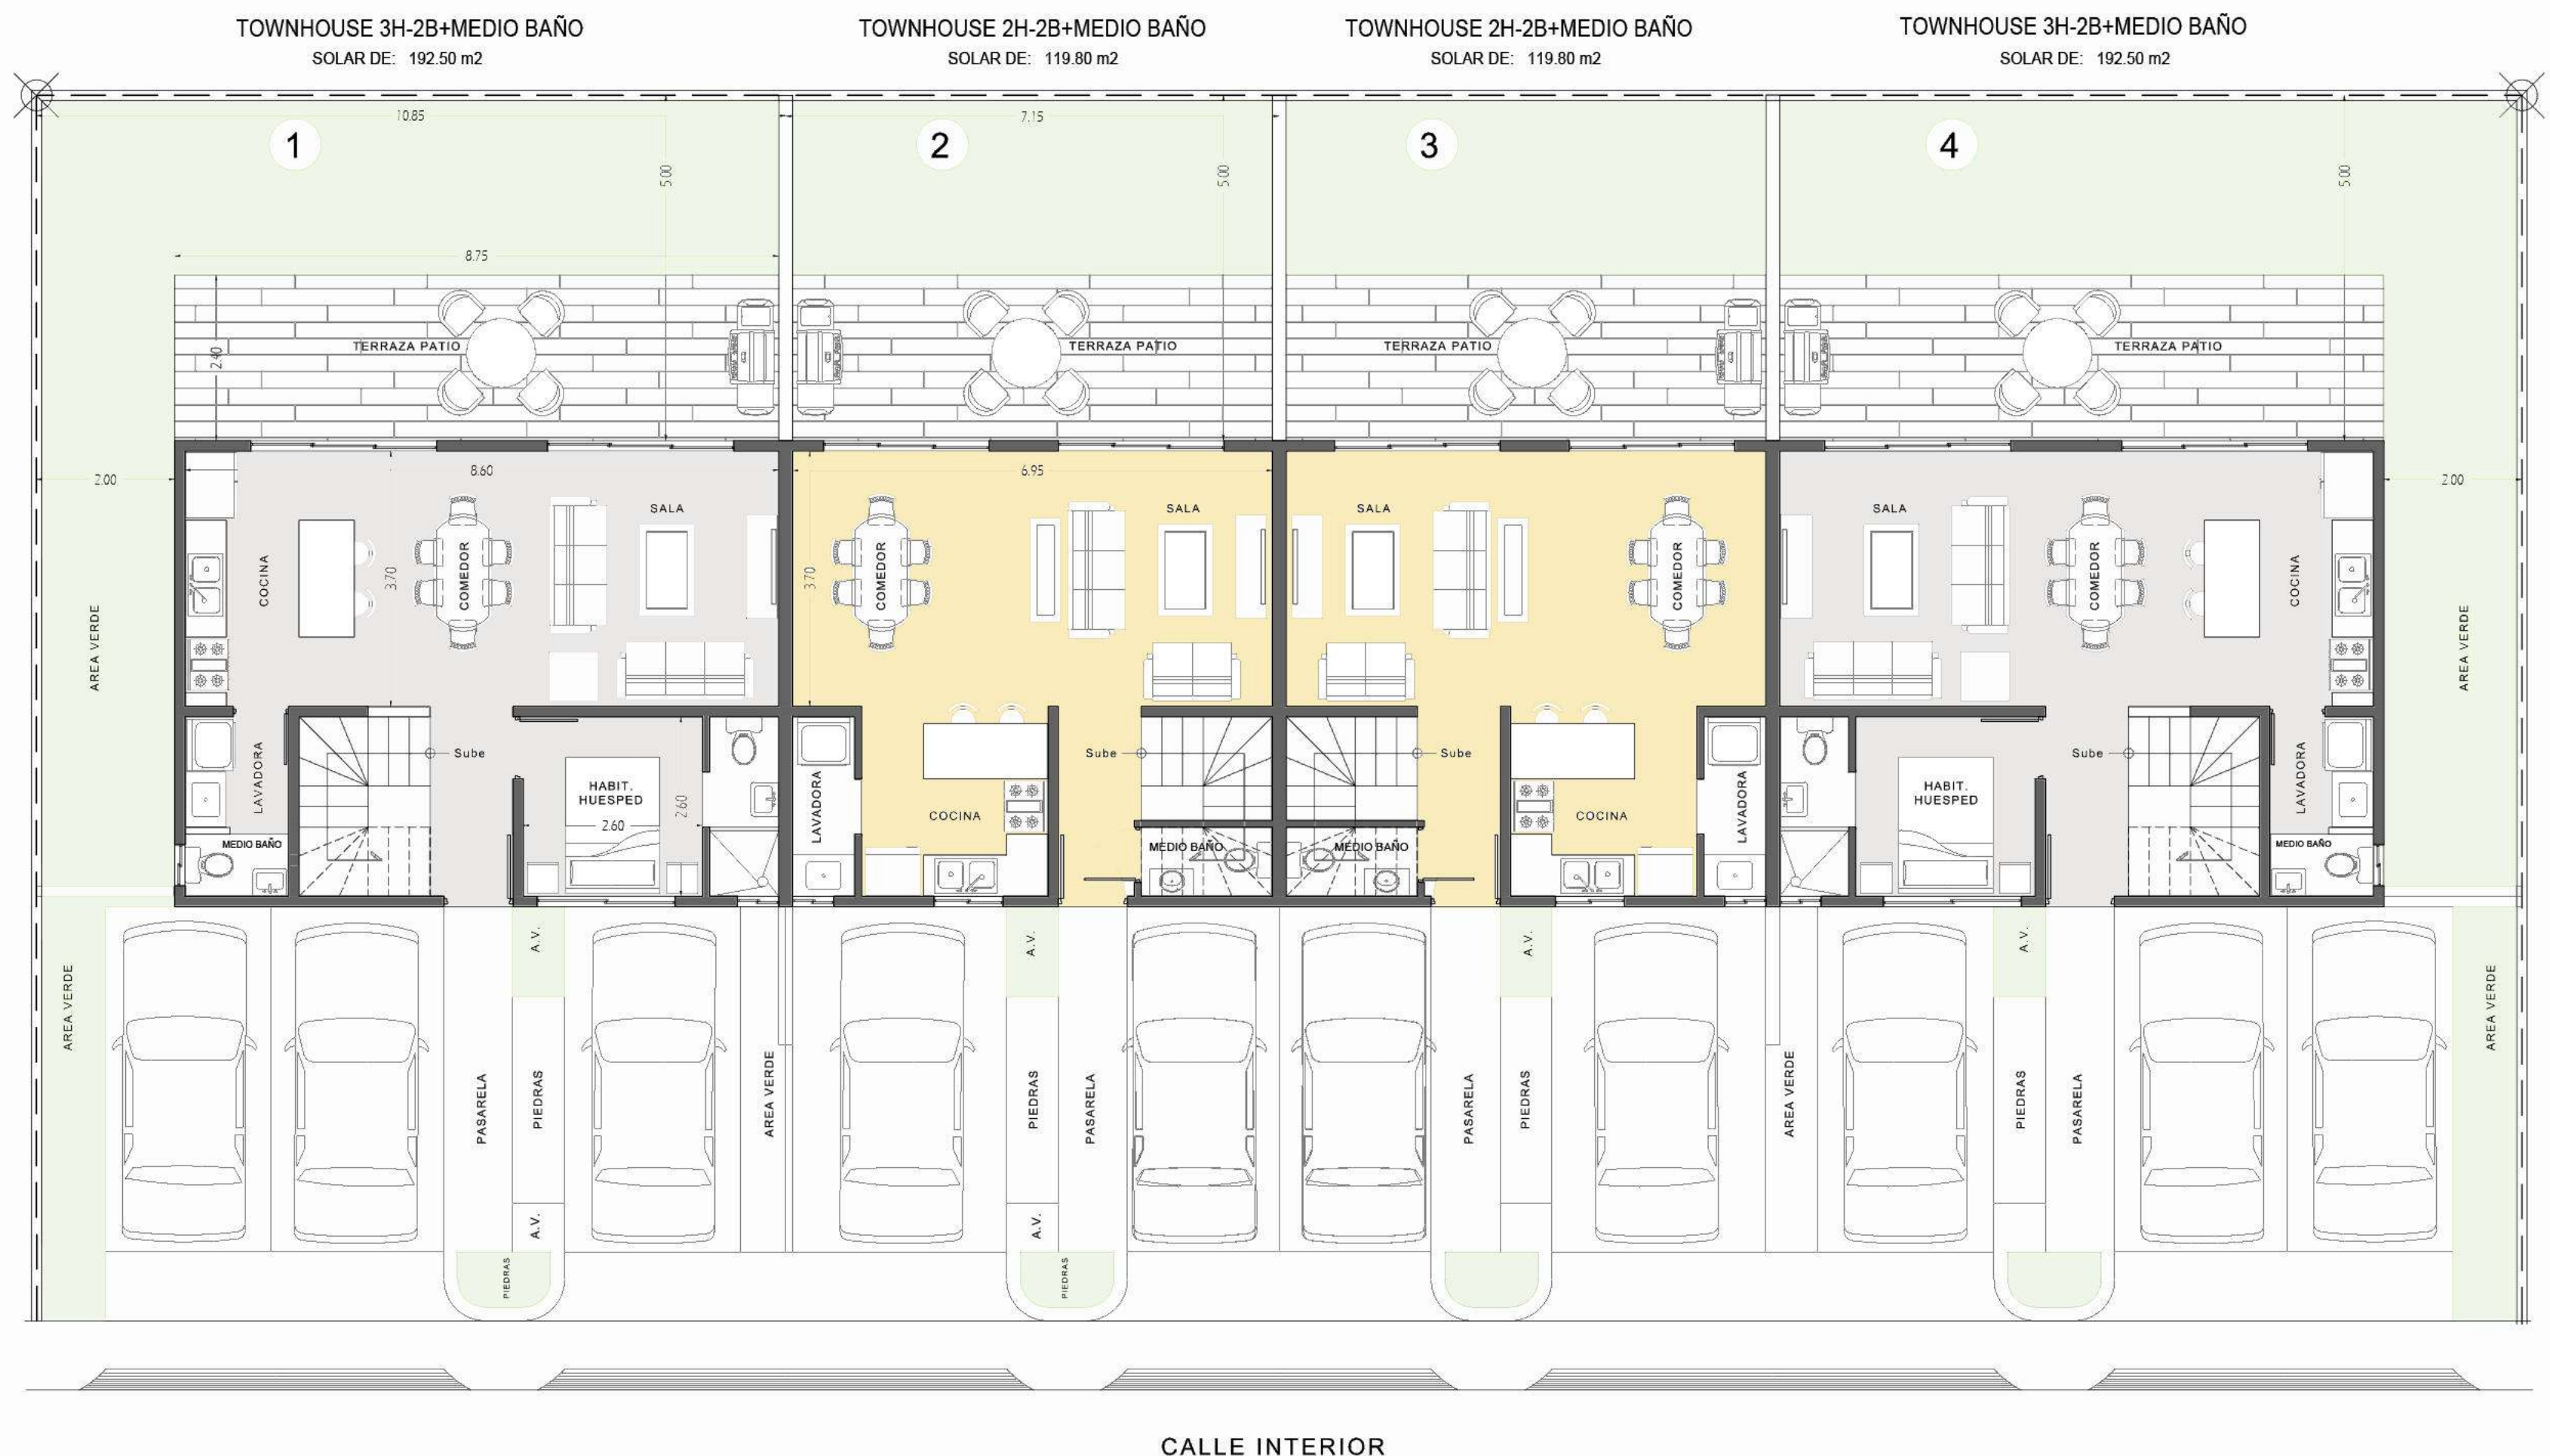 TOWNHOUSE 3H-2B+MEDIO BAÑO
SOLAR DE: 192.50 m2
TOWNHOUSE 2H-2B+MEDIO BAÑO
SOLAR DE: 119.80 m2
TOWNHOUSE 2H-2B+MEDIO BAÑO
SOLAR DE: 119.80 m2
TOWNHOUSE 3H-2B+MEDIO BAÑO
SOLAR DE: 192.50 m2
10.85
7.15
1
2
3
4
5.00
5.00
5.00
8.75
2.40
TERRAZA PATIO
TERRAZA PATIO
TERRAZA PATIO
TERRAZA PATIO
2.00
8.60
6.95
2.00
SALA
SALA
SALA
SALA
COCINA
3.70
COMEDOR
3.70
COMEDOR
COMEDOR
COMEDOR
COCINA
AREA VERDE
AREA VERDE
LAVADORA
Sube
HABIT.
HUESPED
2.60
2.60
LAVADORA
COCINA
Sube
Sube
COCINA
LAVADORA
HABIT.
HUESPED
Sube
LAVADORA
MEDIO BAÑO
MEDIO BAÑO
MEDIO BAÑO
MEDIO BAÑO
A.V.
A.V.
A.V.
A.V.
AREA VERDE
PASARELA
PIEDRAS
AREA VERDE
PIEDRAS
PASARELA
PASARELA
PIEDRAS
AREA VERDE
PIEDRAS
PASARELA
AREA VERDE
A.V.
A.V.
PIEDRAS
PIEDRAS
CALLE INTERIOR